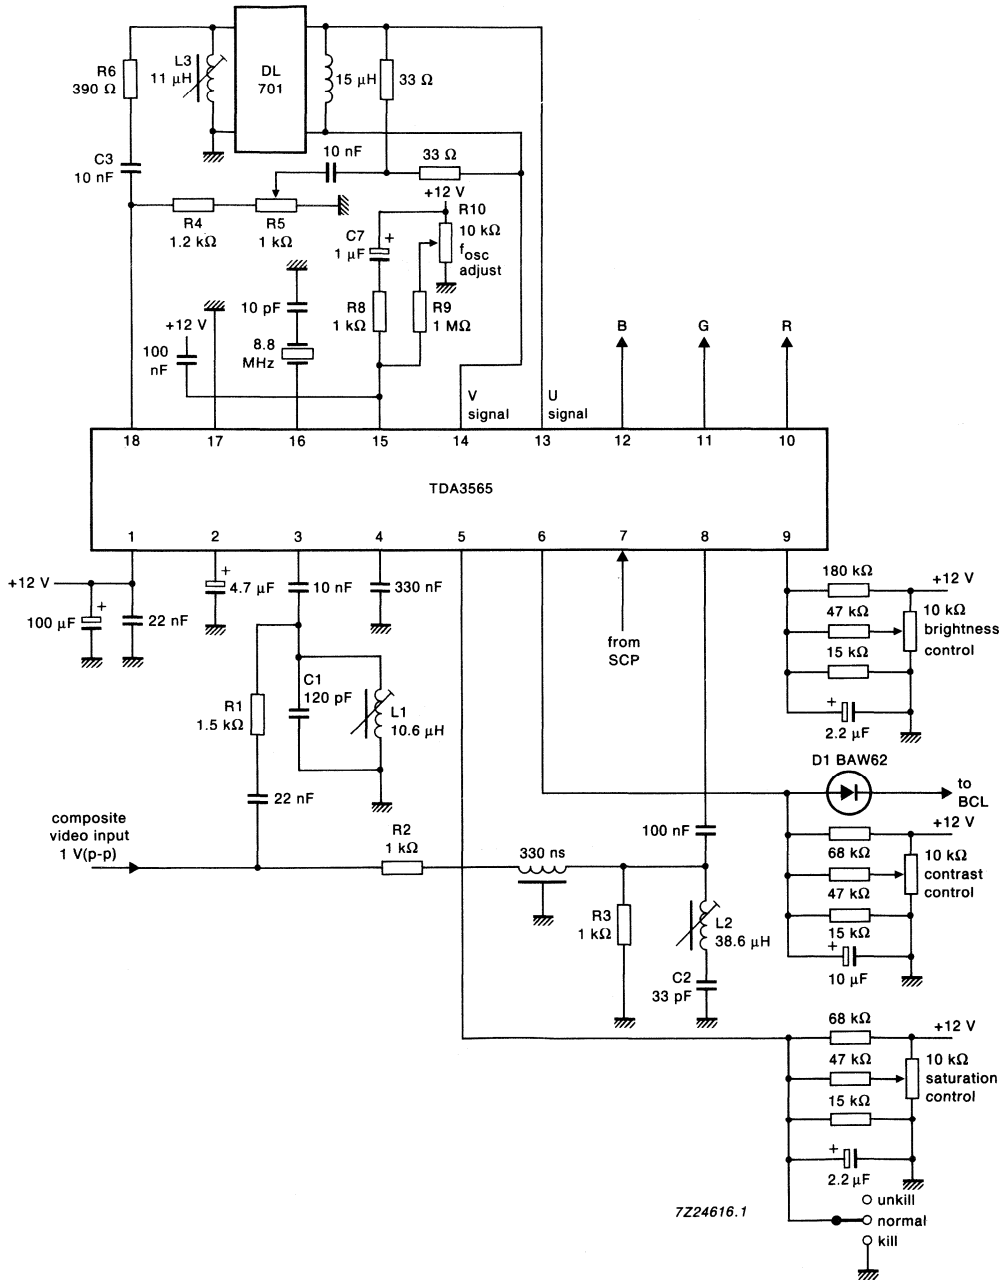 L3
11 μH
DL
701
15 μH
33 Ω
R6
390 Ω
C3
10 nF
10 nF
33 Ω
+12 V
R4
1.2 kΩ
R5
1 kΩ
C7
1 μF
+
R10
10 kΩ
fosc
adjust
10 pF
R8
1 kΩ
R9
1 MΩ
+12 V
100
nF
8.8
MHz
V
signal
U
signal
B
G
R
18
17
16
15
14
13
12
11
10
TDA3565
1
2
3
4
5
6
7
8
9
+12 V
+
100 μF
22 nF
+
4.7 μF
10 nF
330 nF
from
SCP
180 kΩ
+12 V
47 kΩ
10 kΩ
brightness
control
15 kΩ
+
2.2 μF
R1
1.5 kΩ
C1
120 pF
L1
10.6 μH
22 nF
D1 BAW62
to
BCL
composite
video input
1 V(p-p)
R2
1 kΩ
330 ns
100 nF
+12 V
68 kΩ
10 kΩ
contrast
control
47 kΩ
15 kΩ
+
10 μF
R3
1 kΩ
L2
38.6 μH
C2
33 pF
68 kΩ
+12 V
47 kΩ
10 kΩ
saturation
control
15 kΩ
+
2.2 μF
unkill
normal
kill
7Z24616.1